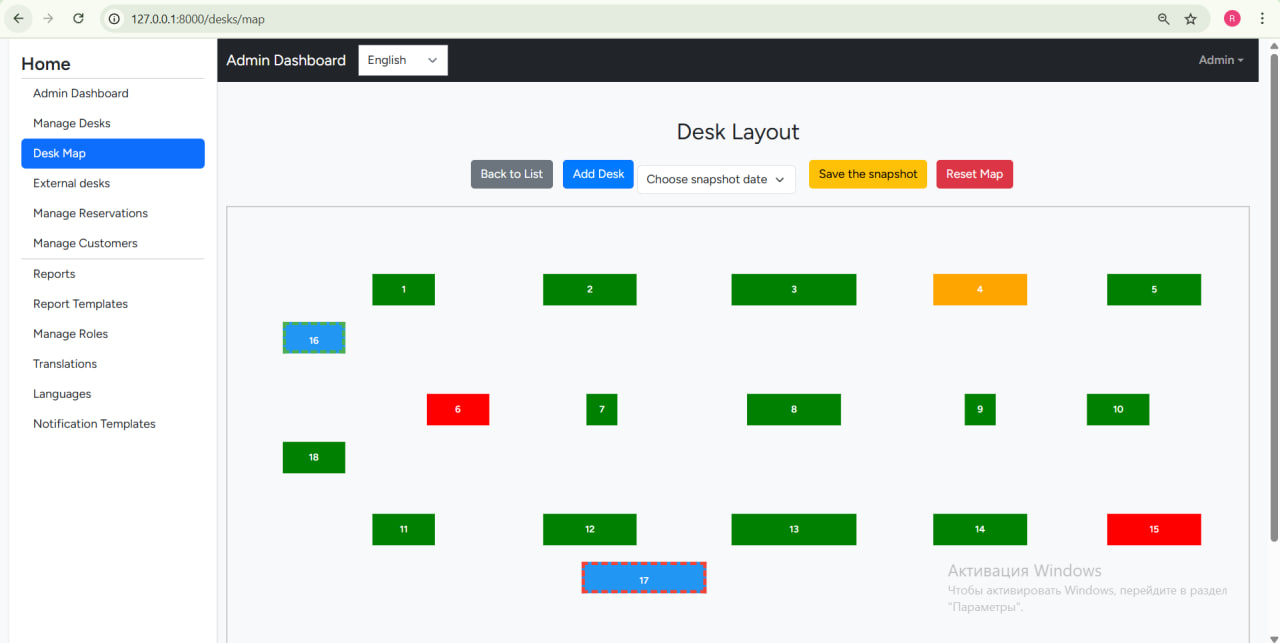 127.0.0.1:8000/desks/map
R
Home
Admin Dashboard
Manage Desks
Desk Map
External desks
Manage Reservations
Manage Customers
Reports
Report Templates
Manage Roles
Translations
Languages
Notification Templates
Admin Dashboard English Admin
Desk Layout
Back to List Add Desk Choose snapshot date Save the snapshot Reset Map
1 2 3 4 5
16
6 7 8 9 10
18
11 12 13 14 15
17
Активация Windows
Чтобы активировать Windows, перейдите в раздел
"Параметры".